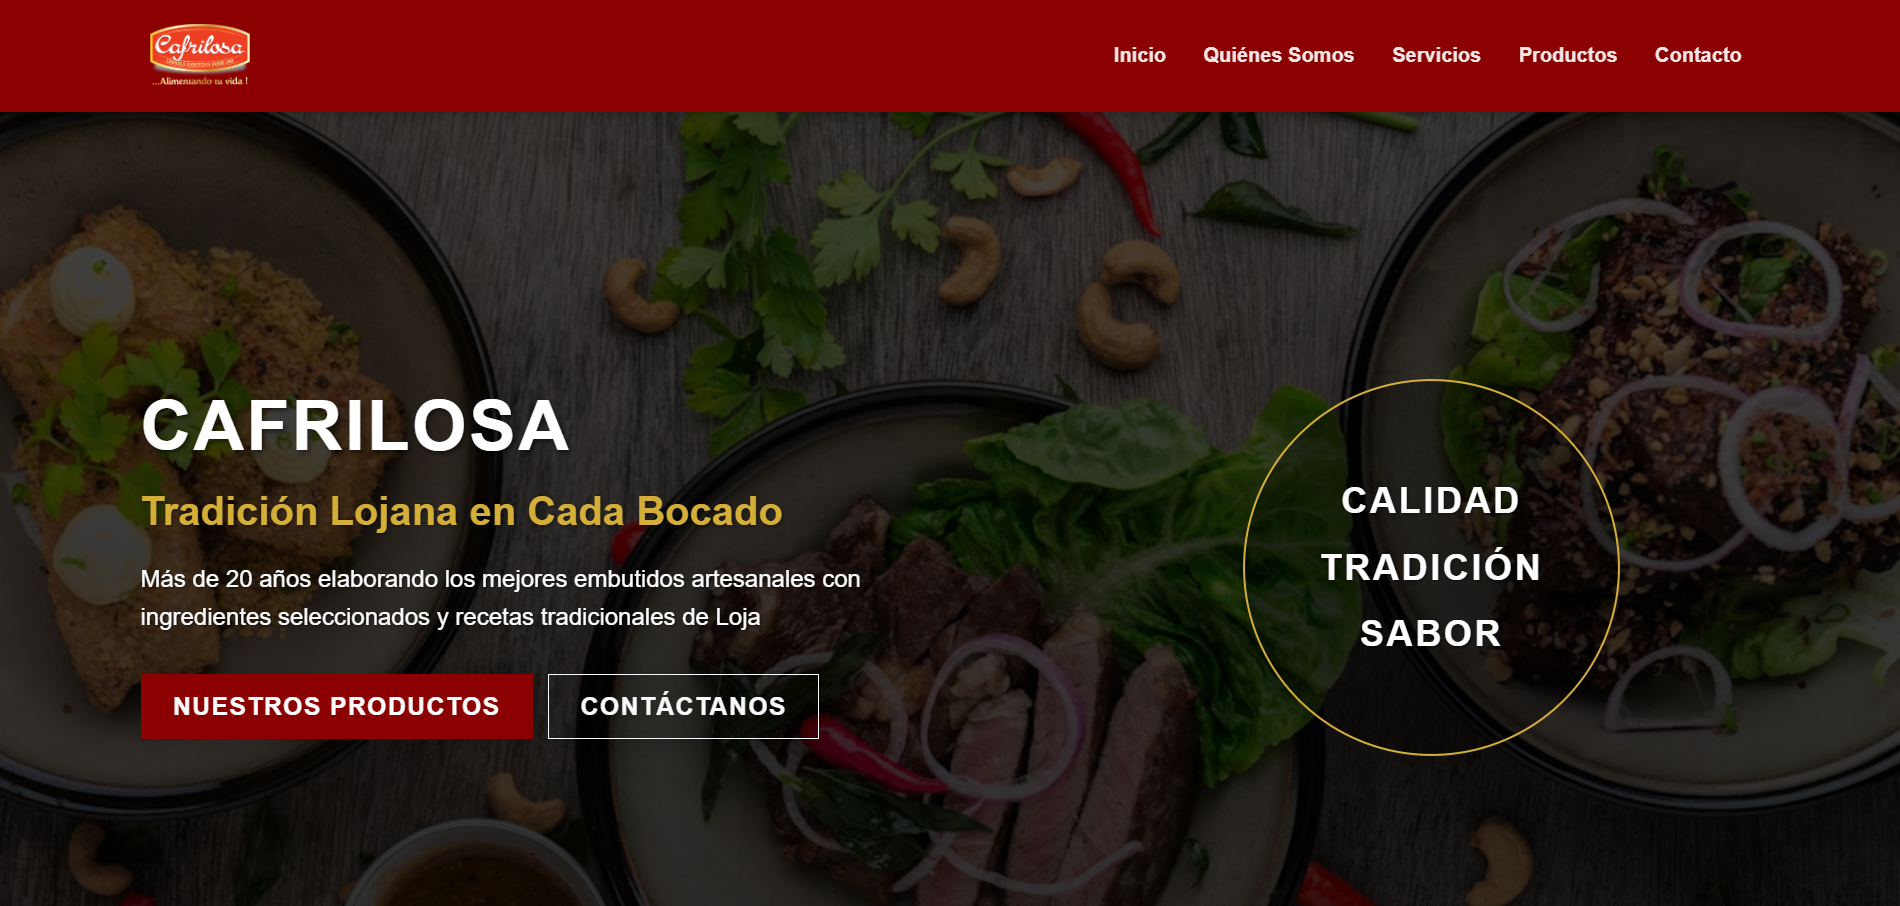 Cafrilosa
...Alimentando tu vida !
Inicio
Quiénes Somos
Servicios
Productos
Contacto
CAFRILOSA
Tradición Lojana en Cada Bocado
Más de 20 años elaborando los mejores embutidos artesanales con
ingredientes seleccionados y recetas tradicionales de Loja
NUESTROS PRODUCTOS
CONTÁCTANOS
CALIDAD
TRADICIÓN
SABOR